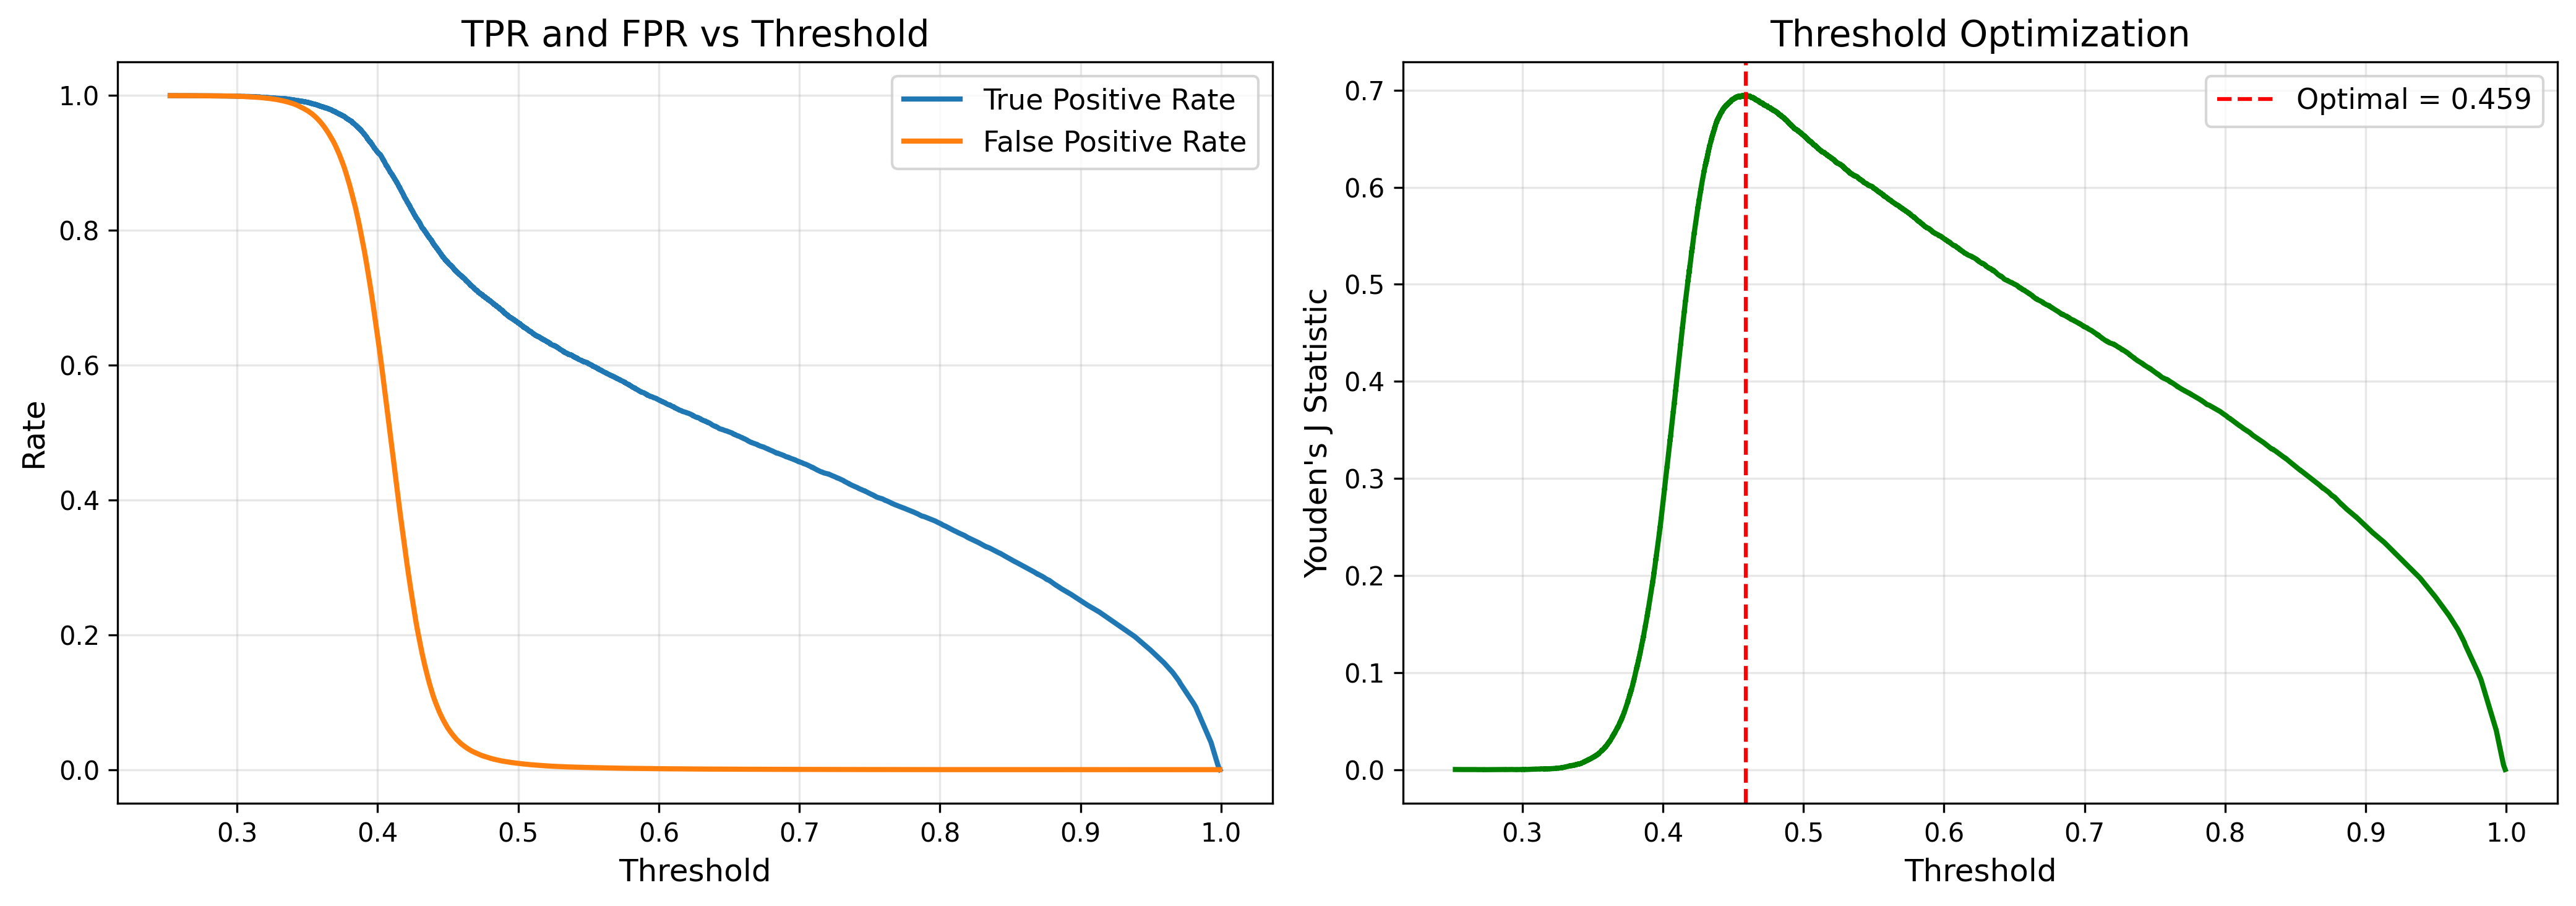 TPR and FPR vs Threshold
True Positive Rate
False Positive Rate
Rate
1.0
0.8
0.6
0.4
0.2
0.0
0.3 0.4 0.5 0.6 0.7 0.8 0.9 1.0
Threshold
Threshold Optimization
Optimal = 0.459
Youden's J Statistic
0.7
0.6
0.5
0.4
0.3
0.2
0.1
0.0
0.3 0.4 0.5 0.6 0.7 0.8 0.9 1.0
Threshold